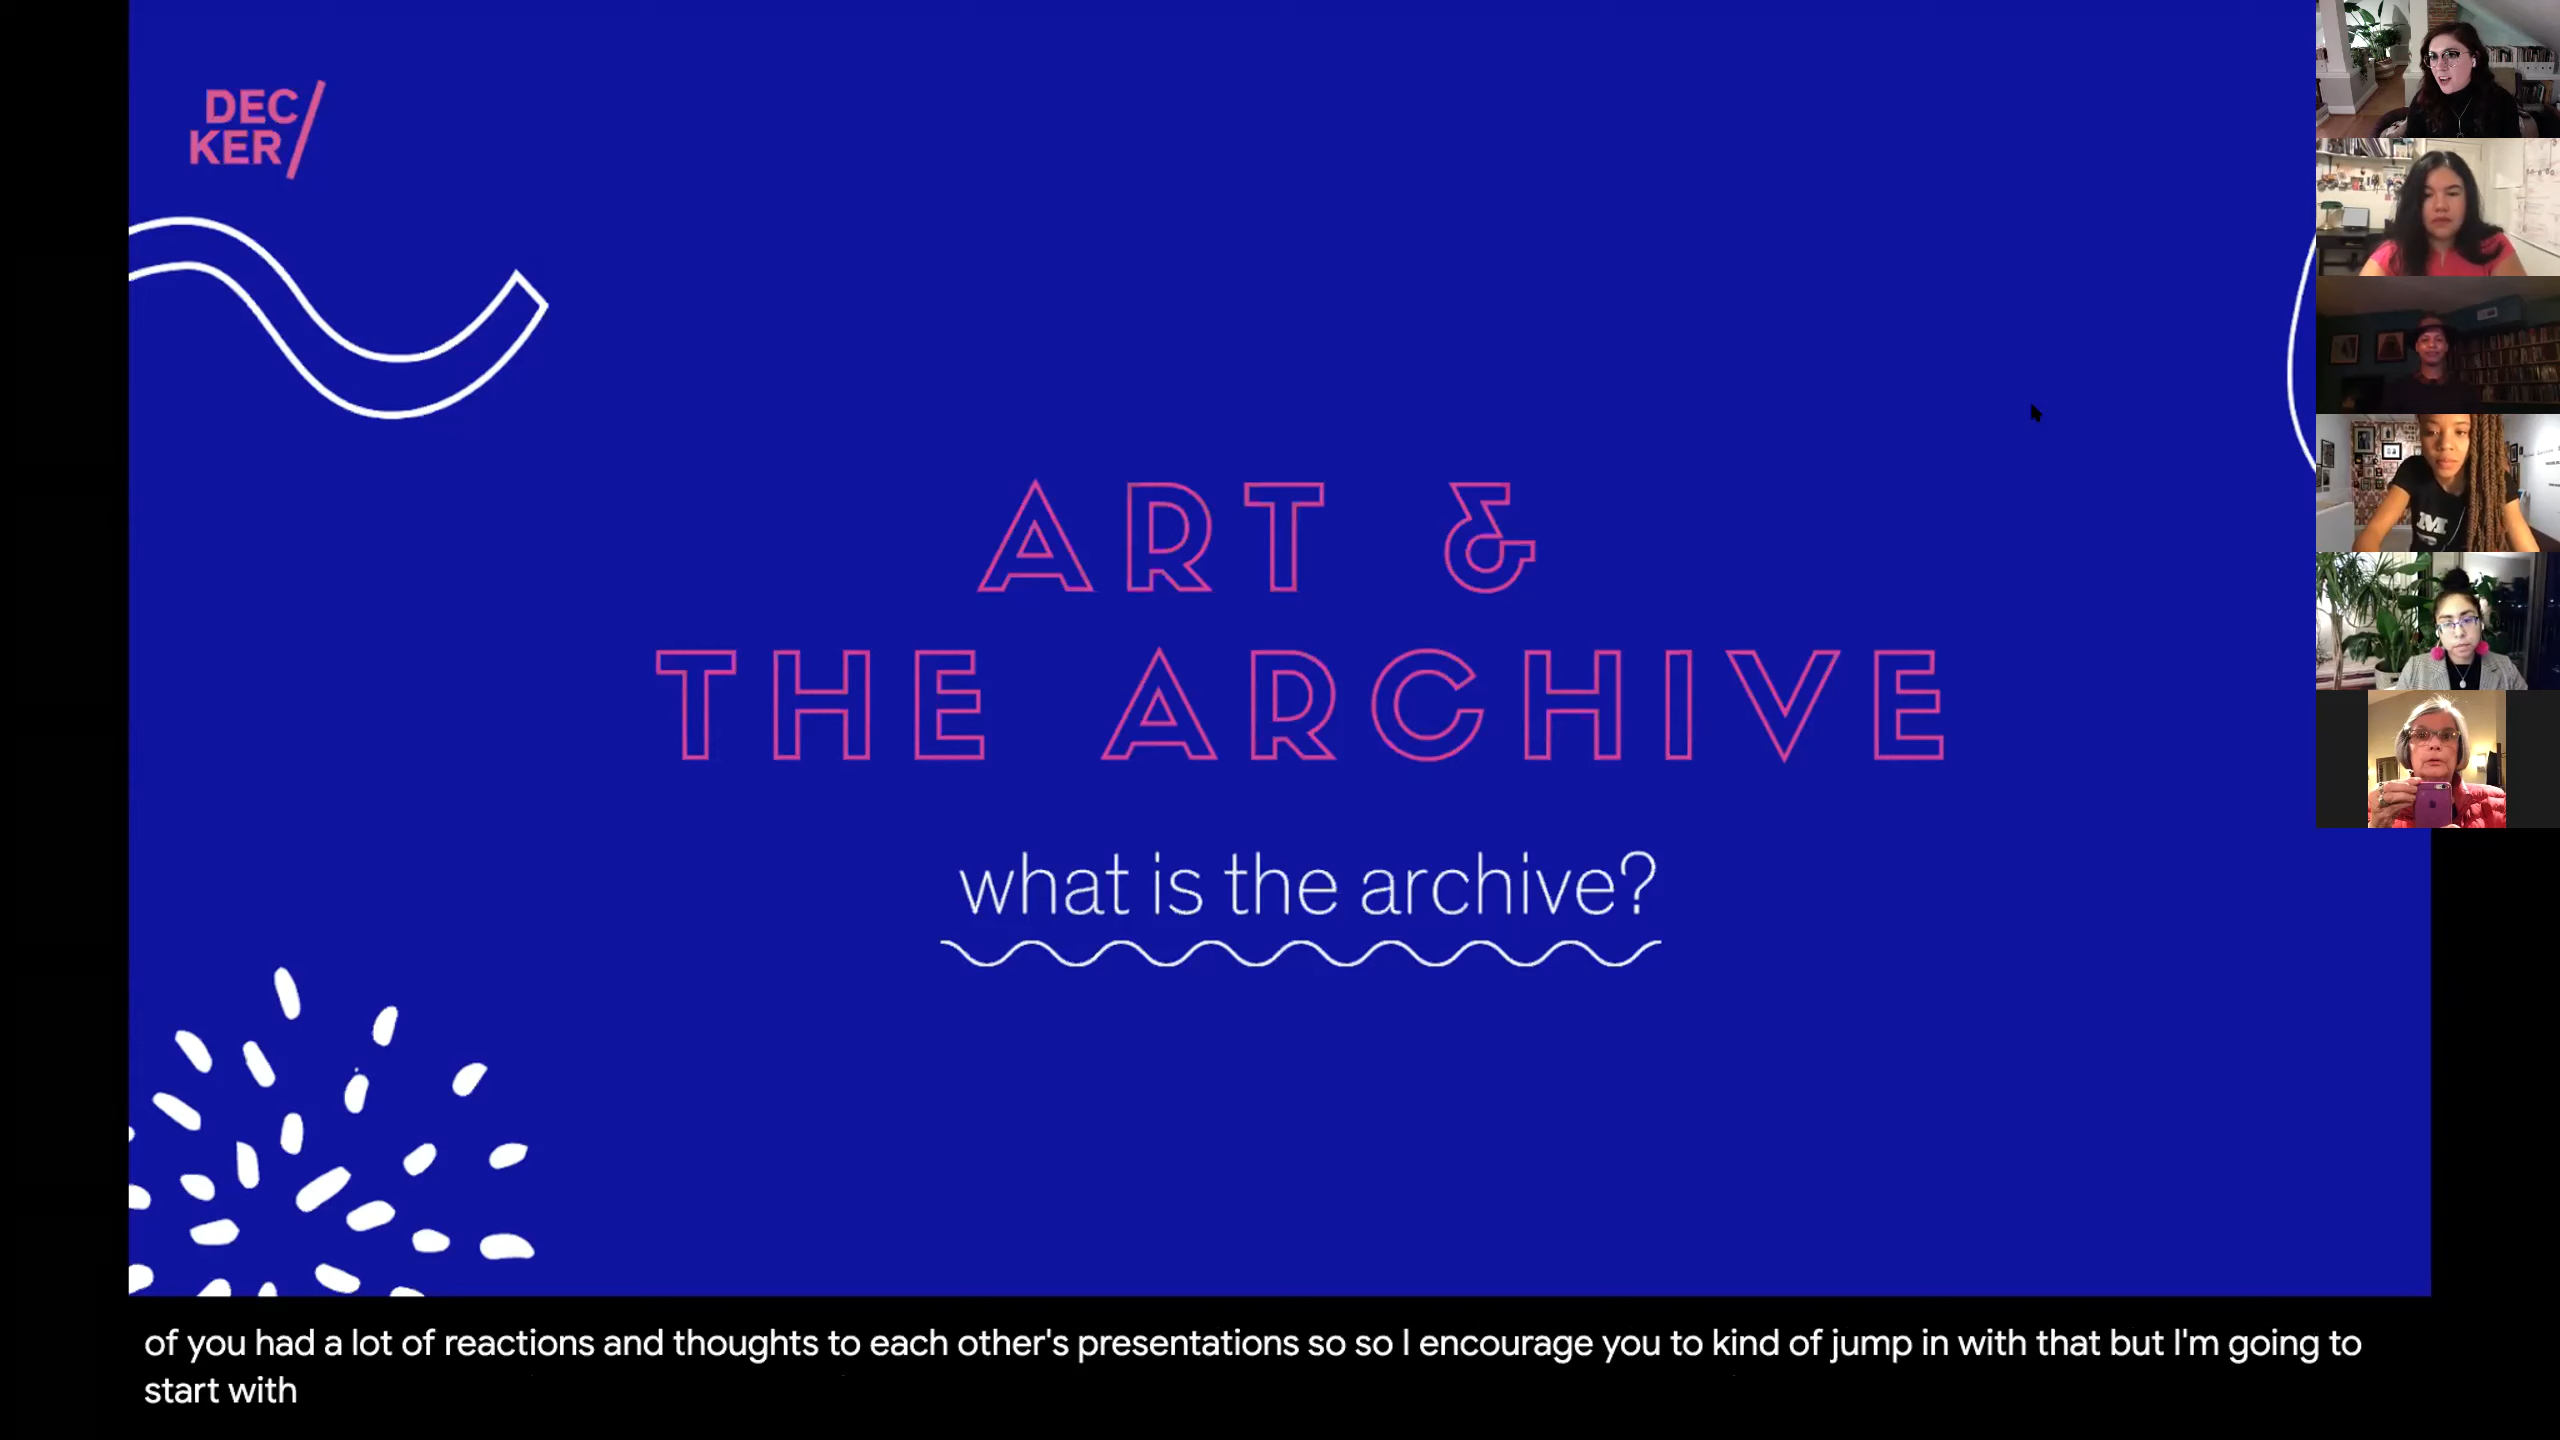 DEC
KER
ART &
THE ARCHIVE
what is the archive?
M
of you had a lot of reactions and thoughts to each other's presentations so so I encourage you to kind of jump in with that but I'm going to
start with